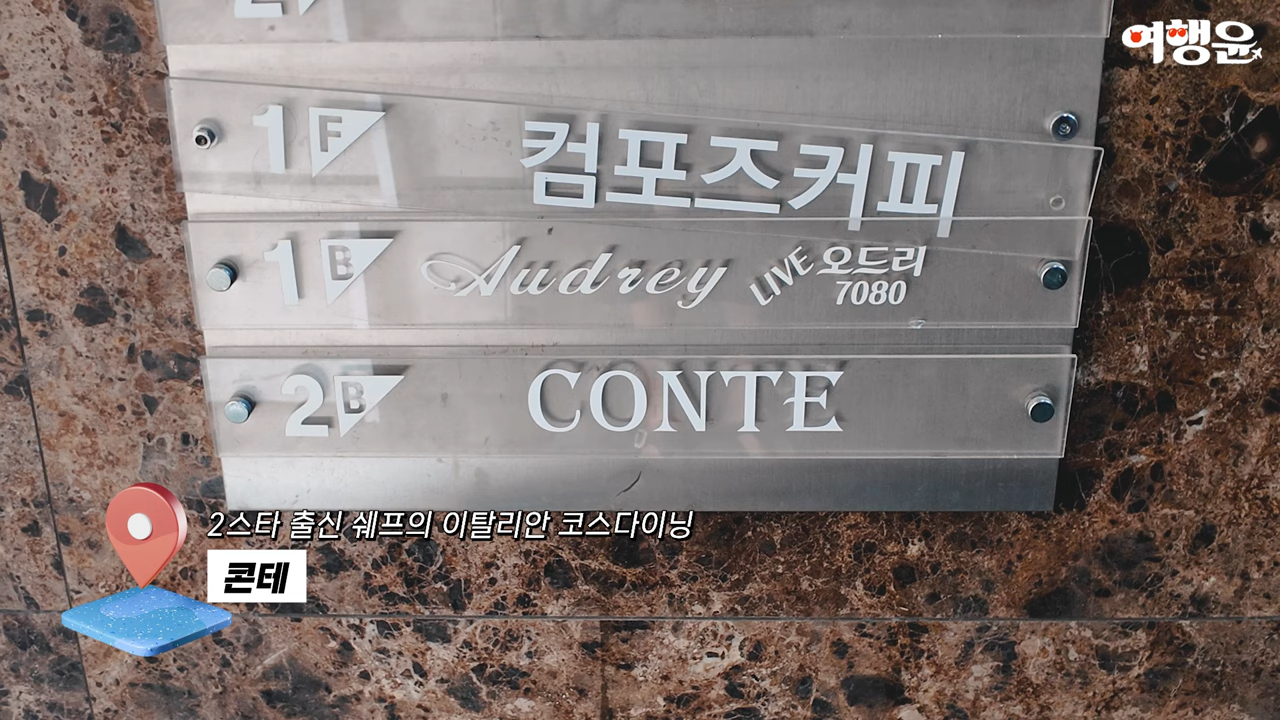 여행윤
1F 컴포즈커피
1B Audrey LIVE 오드리
7080
2B CONTE
2스타 출신 쉐프의 이탈리안 코스다이닝
콘테